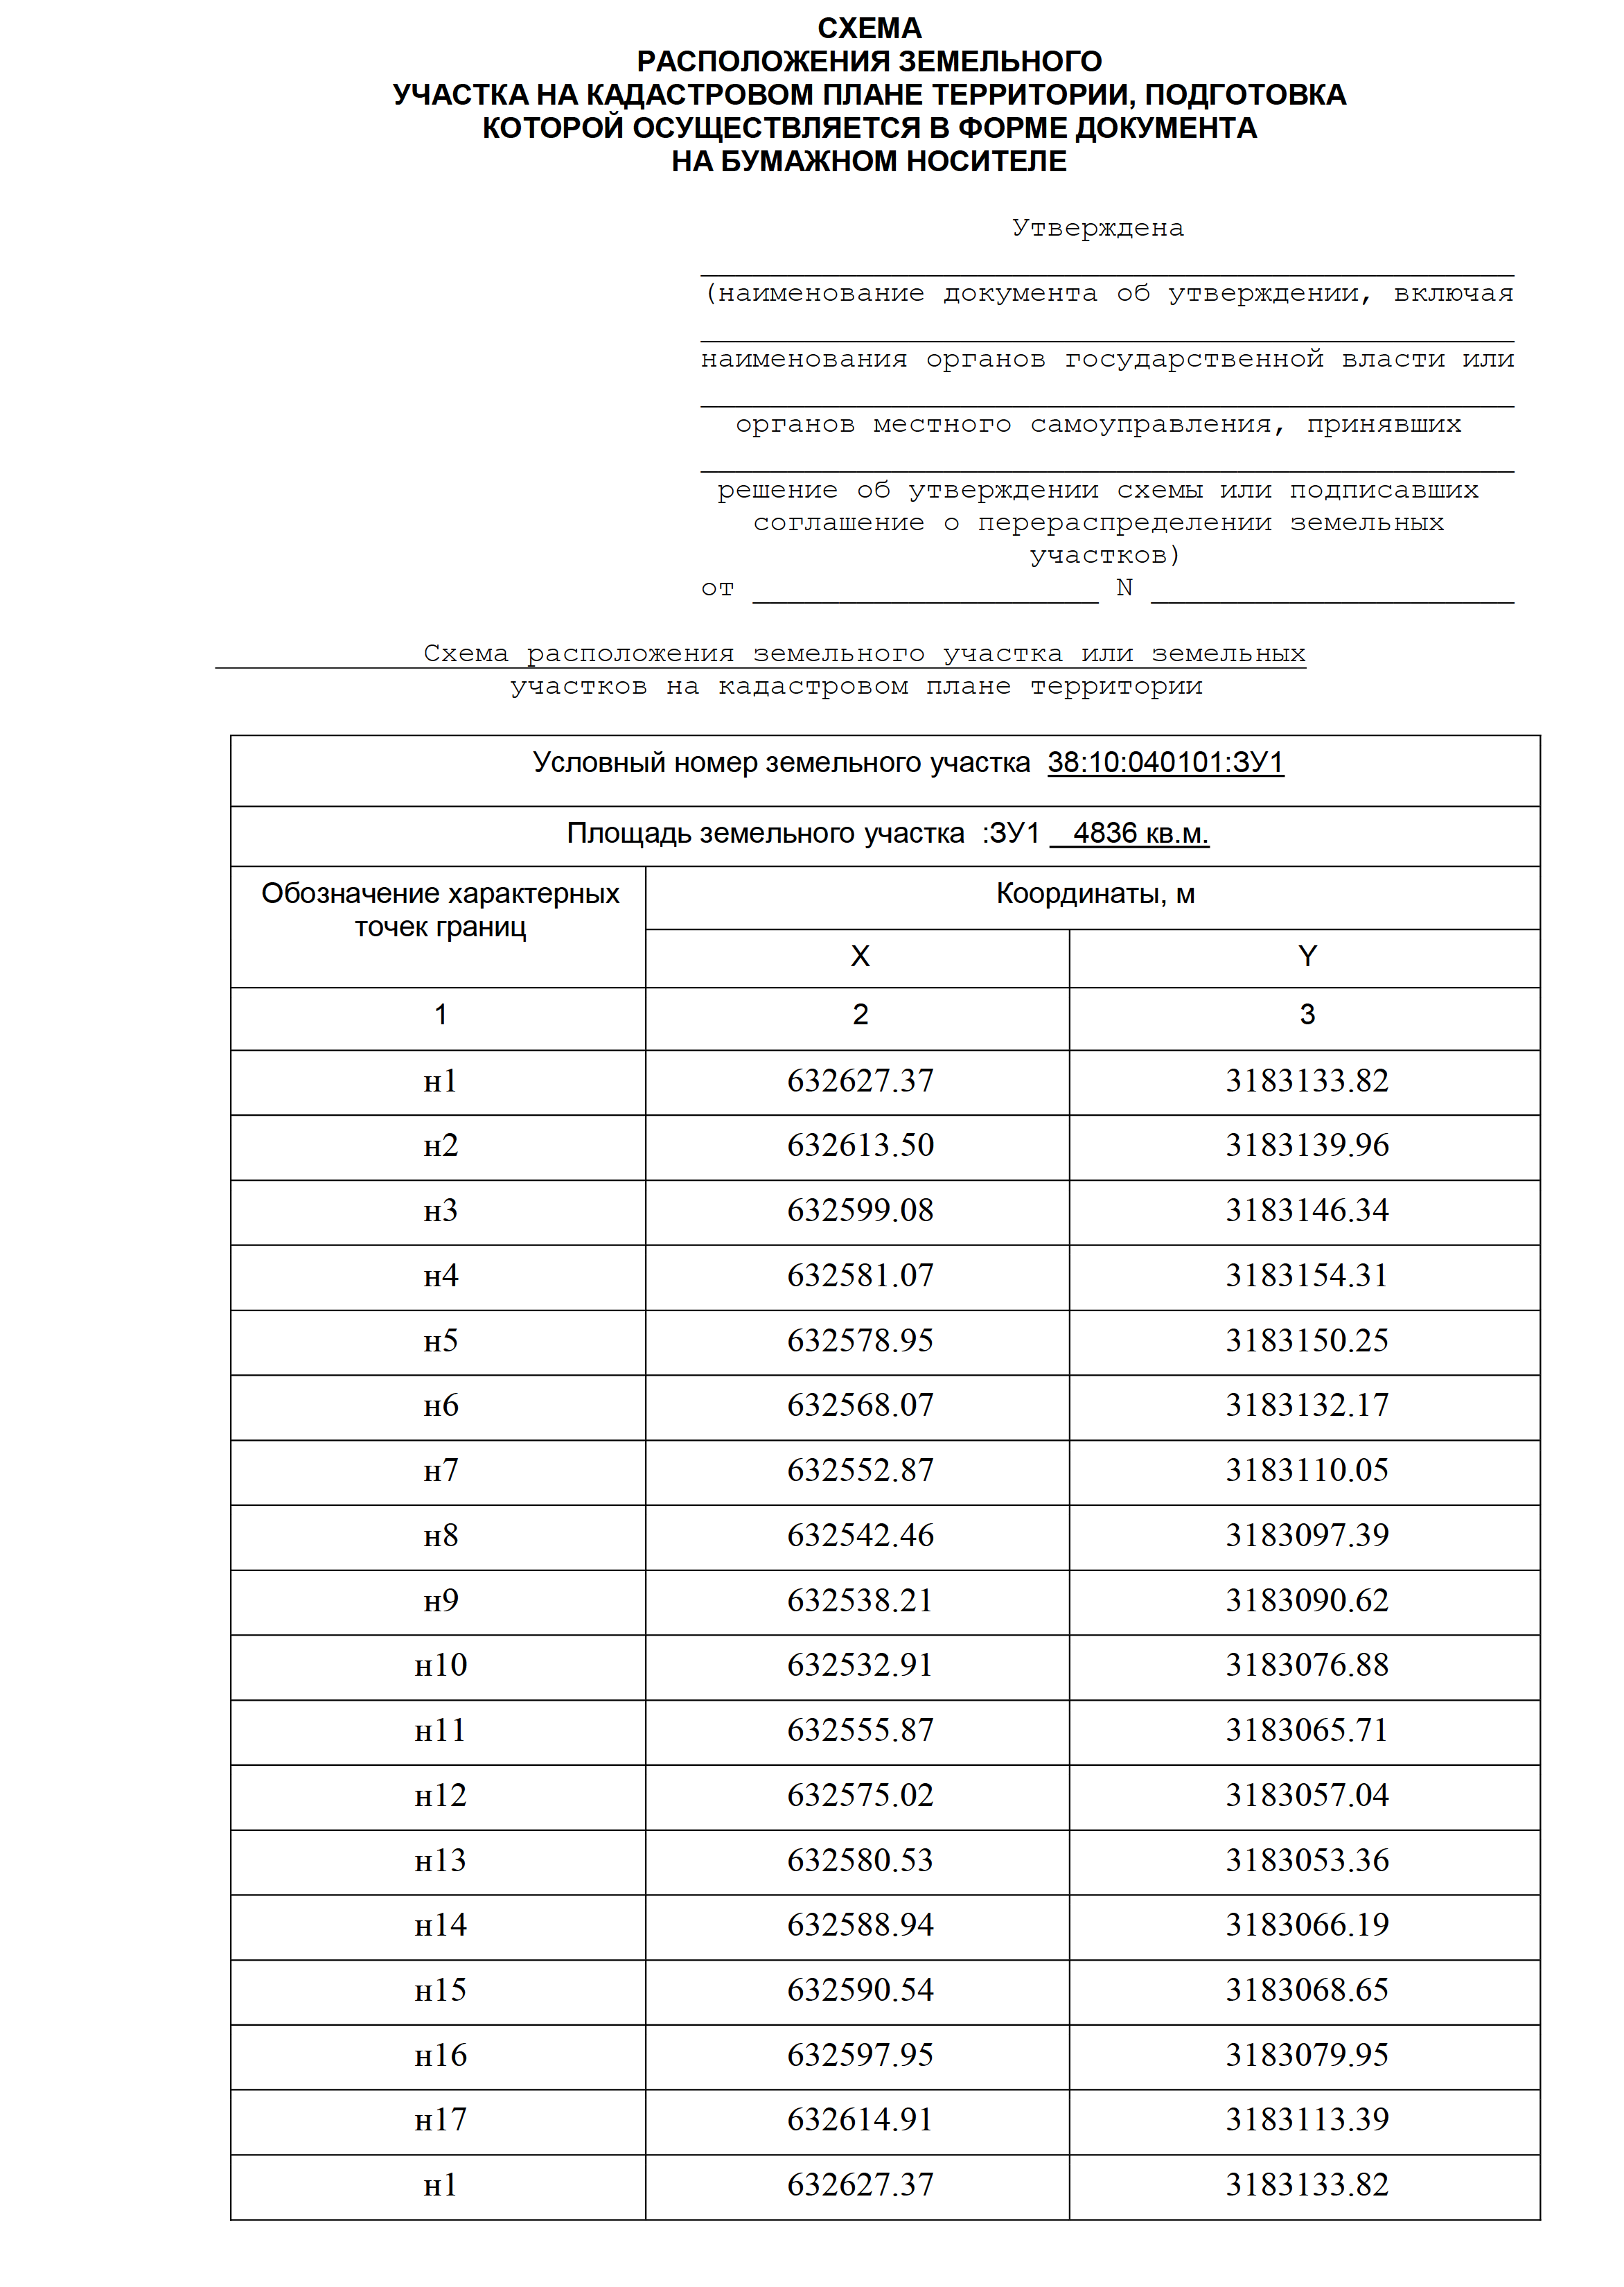 СХЕМА
РАСПОЛОЖЕНИЯ ЗЕМЕЛЬНОГО
УЧАСТКА НА КАДАСТРОВОМ ПЛАНЕ ТЕРРИТОРИИ, ПОДГОТОВКА
КОТОРОЙ ОСУЩЕСТВЛЯЕТСЯ В ФОРМЕ ДОКУМЕНТА
НА БУМАЖНОМ НОСИТЕЛЕ
Утверждена
(наименование документа об утверждении, включая
наименования органов государственной власти или
органов местного самоуправления, принявших
решение об утверждении схемы или подписавших
соглашение о перераспределении земельных
участков)
от ____________________ N _____________________
Схема расположения земельного участка или земельных
участков на кадастровом плане территории
Условный номер земельного участка 38:10:040101:ЗУ1
Площадь земельного участка :ЗУ1 4836 кв.м.
Обозначение характерных точек границ
Координаты, м
X Y
1 2 3
н1 632627.37 3183133.82
н2 632613.50 3183139.96
н3 632599.08 3183146.34
н4 632581.07 3183154.31
н5 632578.95 3183150.25
н6 632568.07 3183132.17
н7 632552.87 3183110.05
н8 632542.46 3183097.39
н9 632538.21 3183090.62
н10 632532.91 3183076.88
н11 632555.87 3183065.71
н12 632575.02 3183057.04
н13 632580.53 3183053.36
н14 632588.94 3183066.19
н15 632590.54 3183068.65
н16 632597.95 3183079.95
н17 632614.91 3183113.39
н1 632627.37 3183133.82